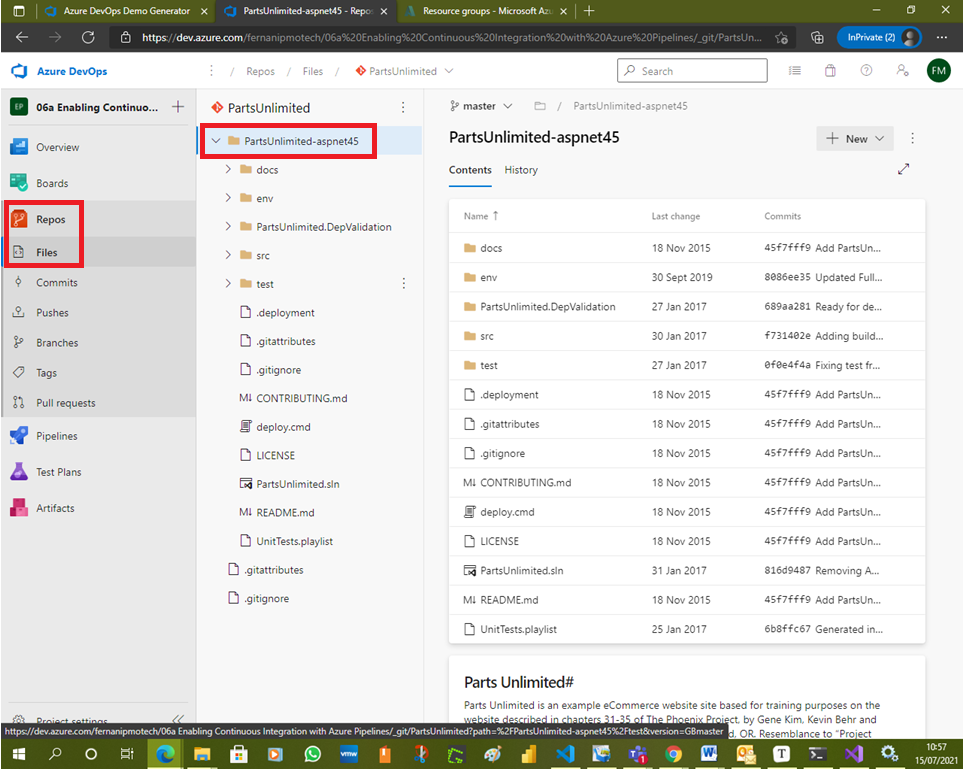 Azure DevOps Demo Generator
PartsUnlimited-aspnet45 - Repos
Resource groups - Microsoft Azu
https://dev.azure.com/fernanipmotech/06a%20Enabling%20Continuous%20Integration%20with%20Azure%20Pipelines/_git/PartsUn...
InPrivate (2)
Azure DevOps
/ Repos / Files / PartsUnlimited
Search
FM
EP
06a Enabling Continuo...
Overview
Boards
Repos
Files
Commits
Pushes
Branches
Tags
Pull requests
Pipelines
Test Plans
Artifacts
Project settings
PartsUnlimited
PartsUnlimited-aspnet45
docs
env
PartsUnlimited.DepValidation
src
test
.deployment
.gitattributes
.gitignore
M↓ CONTRIBUTING.md
deploy.cmd
LICENSE
PartsUnlimited.sln
M↓ README.md
UnitTests.playlist
.gitattributes
.gitignore
master / PartsUnlimited-aspnet45
PartsUnlimited-aspnet45
New
Contents History
Name ↑ Last change Commits
docs 18 Nov 2015 45f7fff9 Add PartsUn...
env 30 Sept 2019 8086ee35 Updated Full...
PartsUnlimited.DepValidation 27 Jan 2017 689aa281 Ready for de...
src 30 Jan 2017 f731402e Adding build...
test 27 Jan 2017 0f0e4f4a Fixing test fr...
.deployment 18 Nov 2015 45f7fff9 Add PartsUn...
.gitattributes 18 Nov 2015 45f7fff9 Add PartsUn...
.gitignore 18 Nov 2015 45f7fff9 Add PartsUn...
M↓ CONTRIBUTING.md 18 Nov 2015 45f7fff9 Add PartsUn...
deploy.cmd 18 Nov 2015 45f7fff9 Add PartsUn...
LICENSE 18 Nov 2015 45f7fff9 Add PartsUn...
PartsUnlimited.sln 31 Jan 2017 816d9487 Removing A...
M↓ README.md 18 Nov 2015 45f7fff9 Add PartsUn...
UnitTests.playlist 25 Jan 2017 6b8ffc67 Generated in...
Parts Unlimited#
Parts Unlimited is an example eCommerce website site based for training purposes on the
website described in chapters 31-35 of The Phoenix Project, by Gene Kim, Kevin Behr and
d, OR. Resemblance to "Project
https://dev.azure.com/fernanipmotech/06a Enabling Continuous Integration with Azure Pipelines/_git/PartsUnlimited?path=%2FPartsUnlimited-aspnet45%2Ftest&version=GBmaster
vmw
10:57
15/07/2021